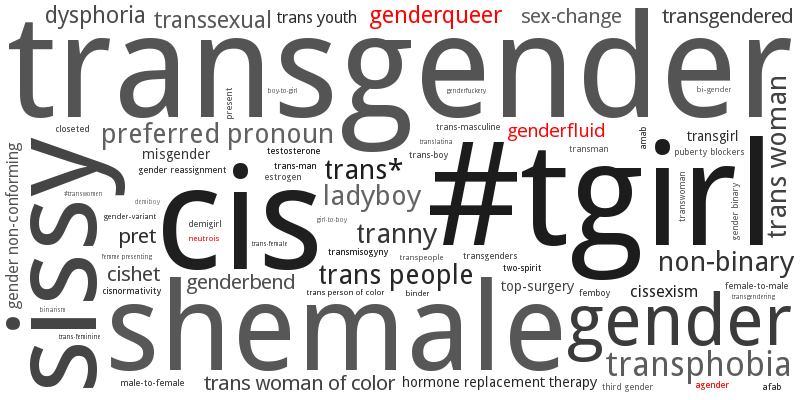 dysphoria
transsexual
trans youth
genderqueer
sex-change
transgendered
transgender
present
boy-to-girl
genderfuckery
bi-gender
closeted
preferred pronoun
trans-masculine
genderfluid
amab
transgirl
trans woman
misgender
testosterone
translatina
trans-boy
transman
puberty blockers
gender reassignment
trans-man
estrogen
trans*
gender non-conforming
sissy
#transwomen
demiboy
cis
ladyboy
#tgirl
transwoman
gender binary
gender-variant
demigirl
girl-to-boy
pret
neutrois
trans-female
tranny
femme presenting
transmisogyny
transpeople
transgenders
non-binary
cishet
genderbend
trans people
two-spirit
top-surgery
cissexism
female-to-male
cisnormativity
trans person of color
binder
femboy
transgendering
binarism
shemale
gender
trans-feminine
transphobia
male-to-female
trans woman of color
hormone replacement therapy
third gender
agender
afab